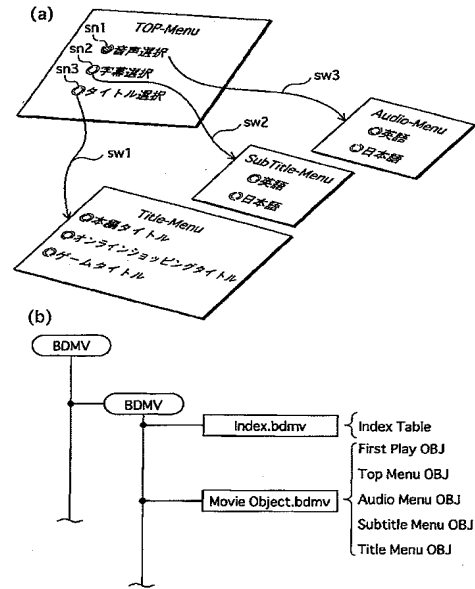 (a)
TOP-Menu
sn1
音声選択
sn2
字幕選択
sn3
タイトル選択
sw3
sw2
sw1
Audio-Menu
英語
日本語
SubTitle-Menu
英語
日本語
Title-Menu
本編タイトル
オンラインショッピングタイトル
ゲームタイトル
(b)
BDMV
BDMV
Index.bdmv
Index Table
First Play OBJ
Top Menu OBJ
Movie Object.bdmv
Audio Menu OBJ
Subtitle Menu OBJ
Title Menu OBJ